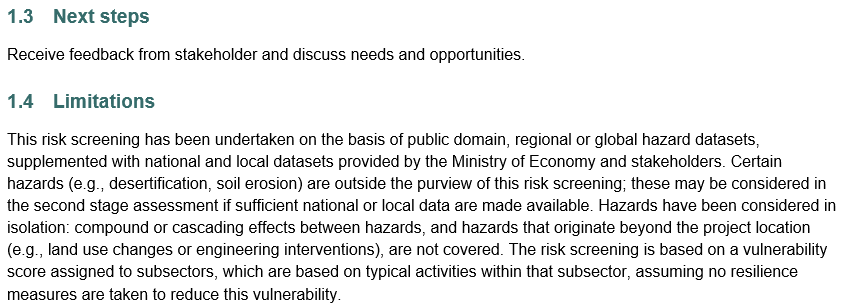 1.3 Next steps
Receive feedback from stakeholder and discuss needs and opportunities.
1.4 Limitations
This risk screening has been undertaken on the basis of public domain, regional or global hazard datasets,
supplemented with national and local datasets provided by the Ministry of Economy and stakeholders. Certain
hazards (e.g., desertification, soil erosion) are outside the purview of this risk screening; these may be considered in
the second stage assessment if sufficient national or local data are made available. Hazards have been considered in
isolation: compound or cascading effects between hazards, and hazards that originate beyond the project location
(e.g., land use changes or engineering interventions), are not covered. The risk screening is based on a vulnerability
score assigned to subsectors, which are based on typical activities within that subsector, assuming no resilience
measures are taken to reduce this vulnerability.